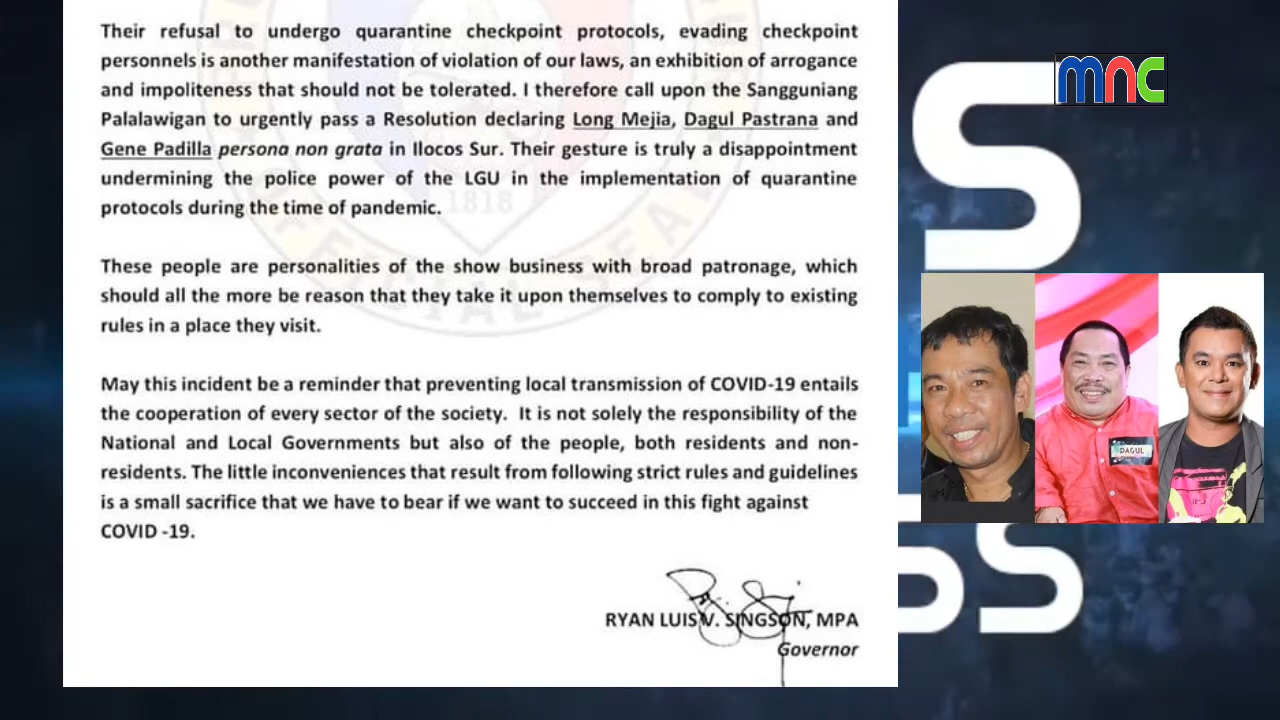 Their refusal to undergo quarantine checkpoint protocols, evading checkpoint
personnels is another manifestation of violation of our laws, an exhibition of arrogance
and impoliteness that should not be tolerated. I therefore call upon the Sangguniang
Palalawigan to urgently pass a Resolution declaring Long Mejia, Dagul Pastrana and
Gene Padilla persona non grata in Ilocos Sur. Their gesture is truly a disappointment
undermining the police power of the LGU in the implementation of quarantine
protocols during the time of pandemic.
1818
These people are personalities of the show business with broad patronage, which
should all the more be reason that they take it upon themselves to comply to existing
rules in a place they visit.
May this incident be a reminder that preventing local transmission of COVID-19 entails
the cooperation of every sector of the society. It is not solely the responsibility of the
National and Local Governments but also of the people, both residents and non-
residents. The little inconveniences that result from following strict rules and guidelines
is a small sacrifice that we have to bear if we want to succeed in this fight against
COVID -19.
RYAN LUIS V. SINGSON, MPA
Governor
mnc
S
DAGUL
SS